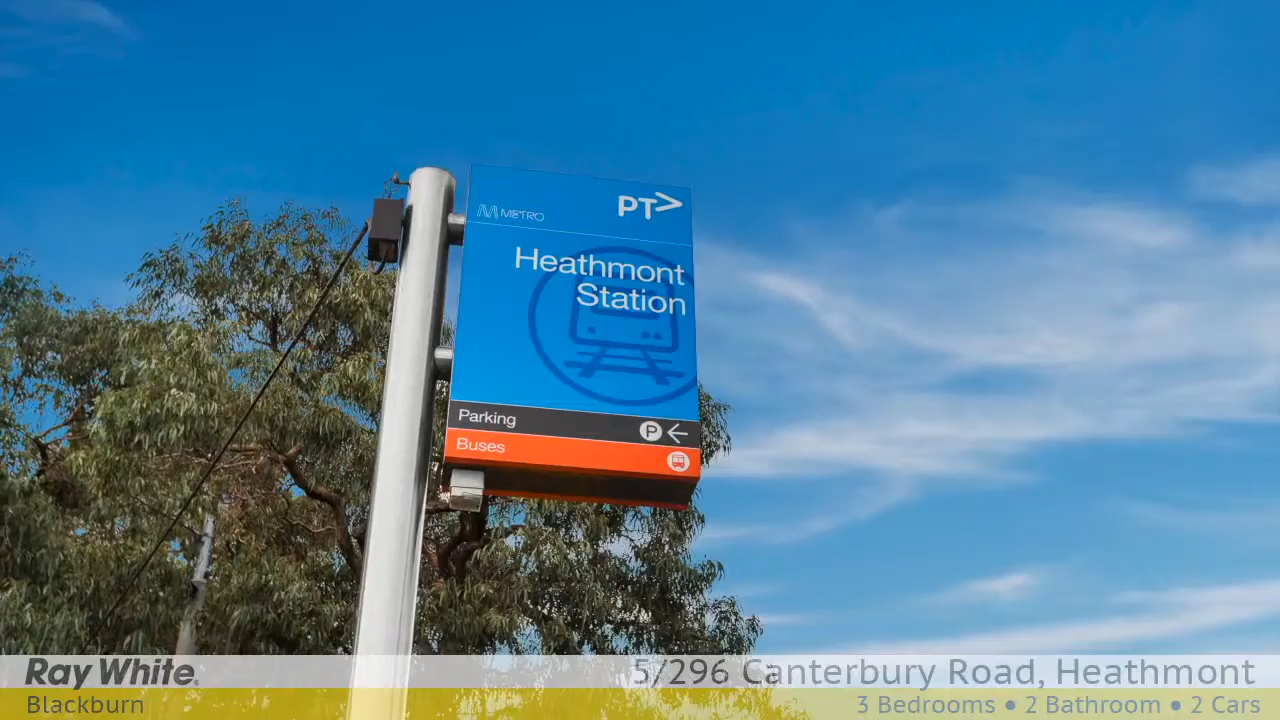 METRO
PT>
Heathmont
Station
Parking P
Buses
Ray White.
5/296 Canterbury Road, Heathmont
Blackburn
3 Bedrooms • 2 Bathroom • 2 Cars